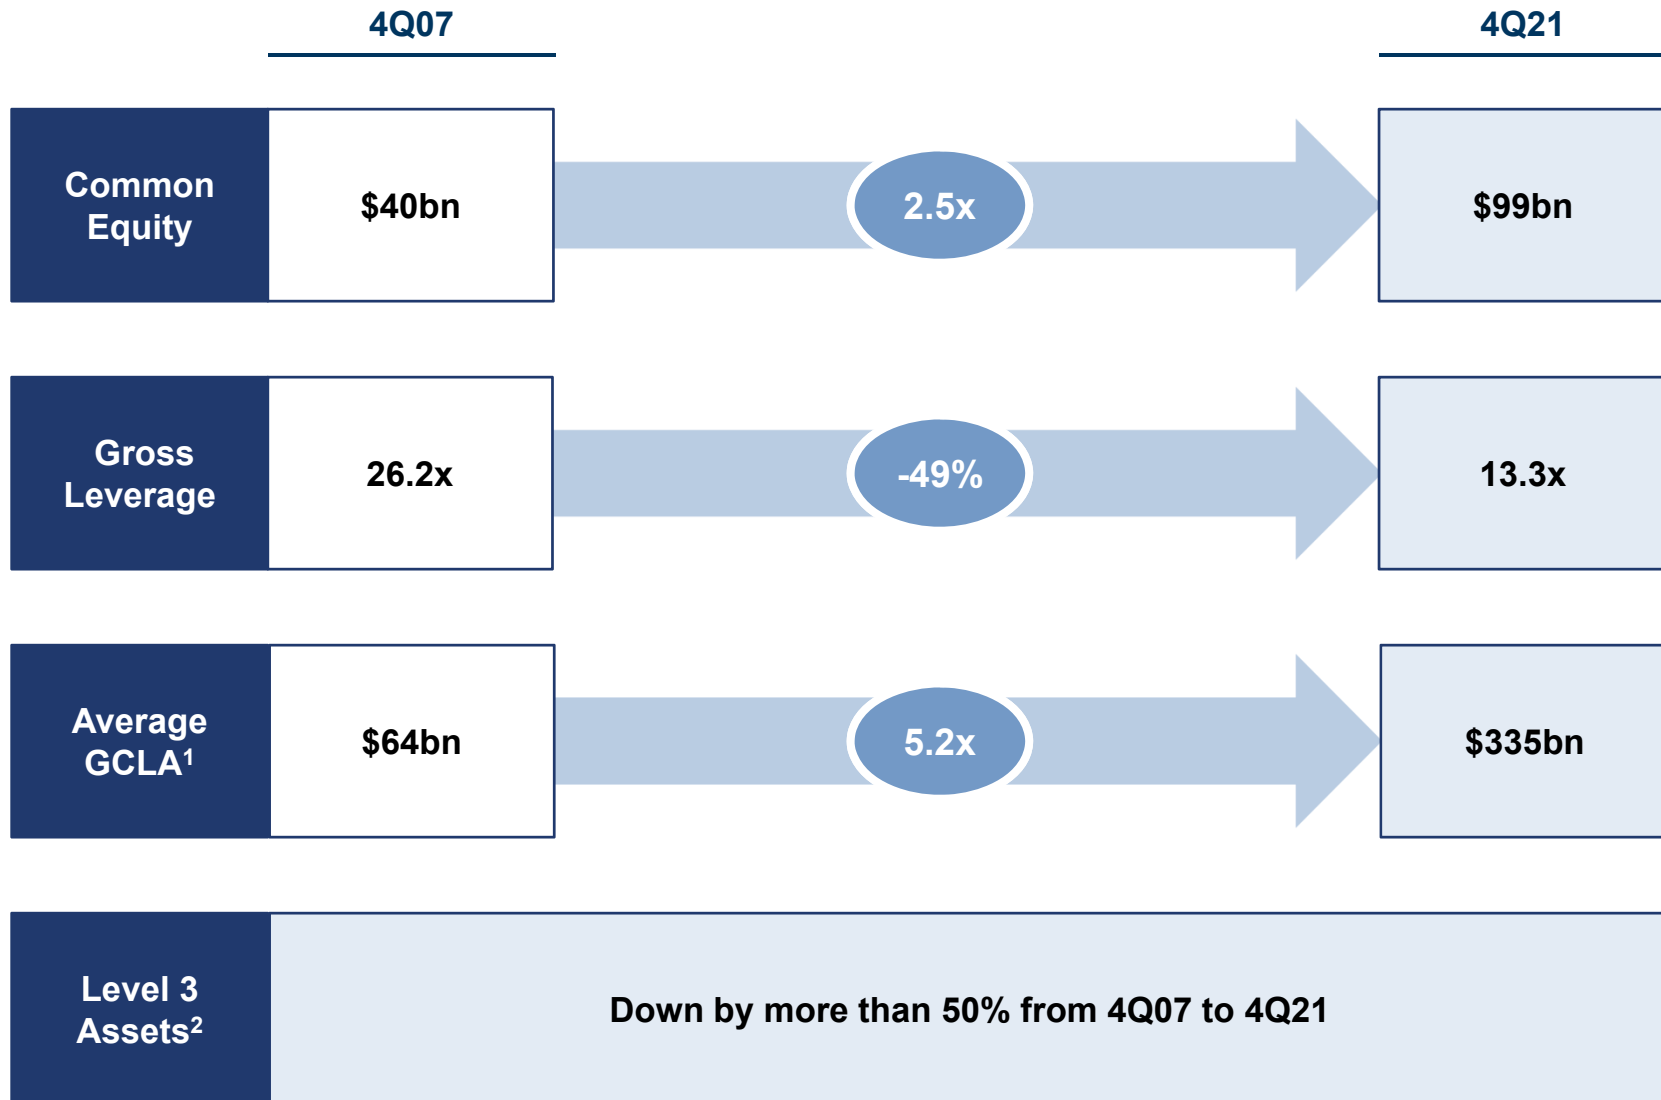 4Q07 4Q21
Common
Equity
$40bn 2.5x $99bn
Gross
Leverage
26.2x -49% 13.3x
Average
GCLA¹
$64bn 5.2x $335bn
Level 3
Assets²
Down by more than 50% from 4Q07 to 4Q21